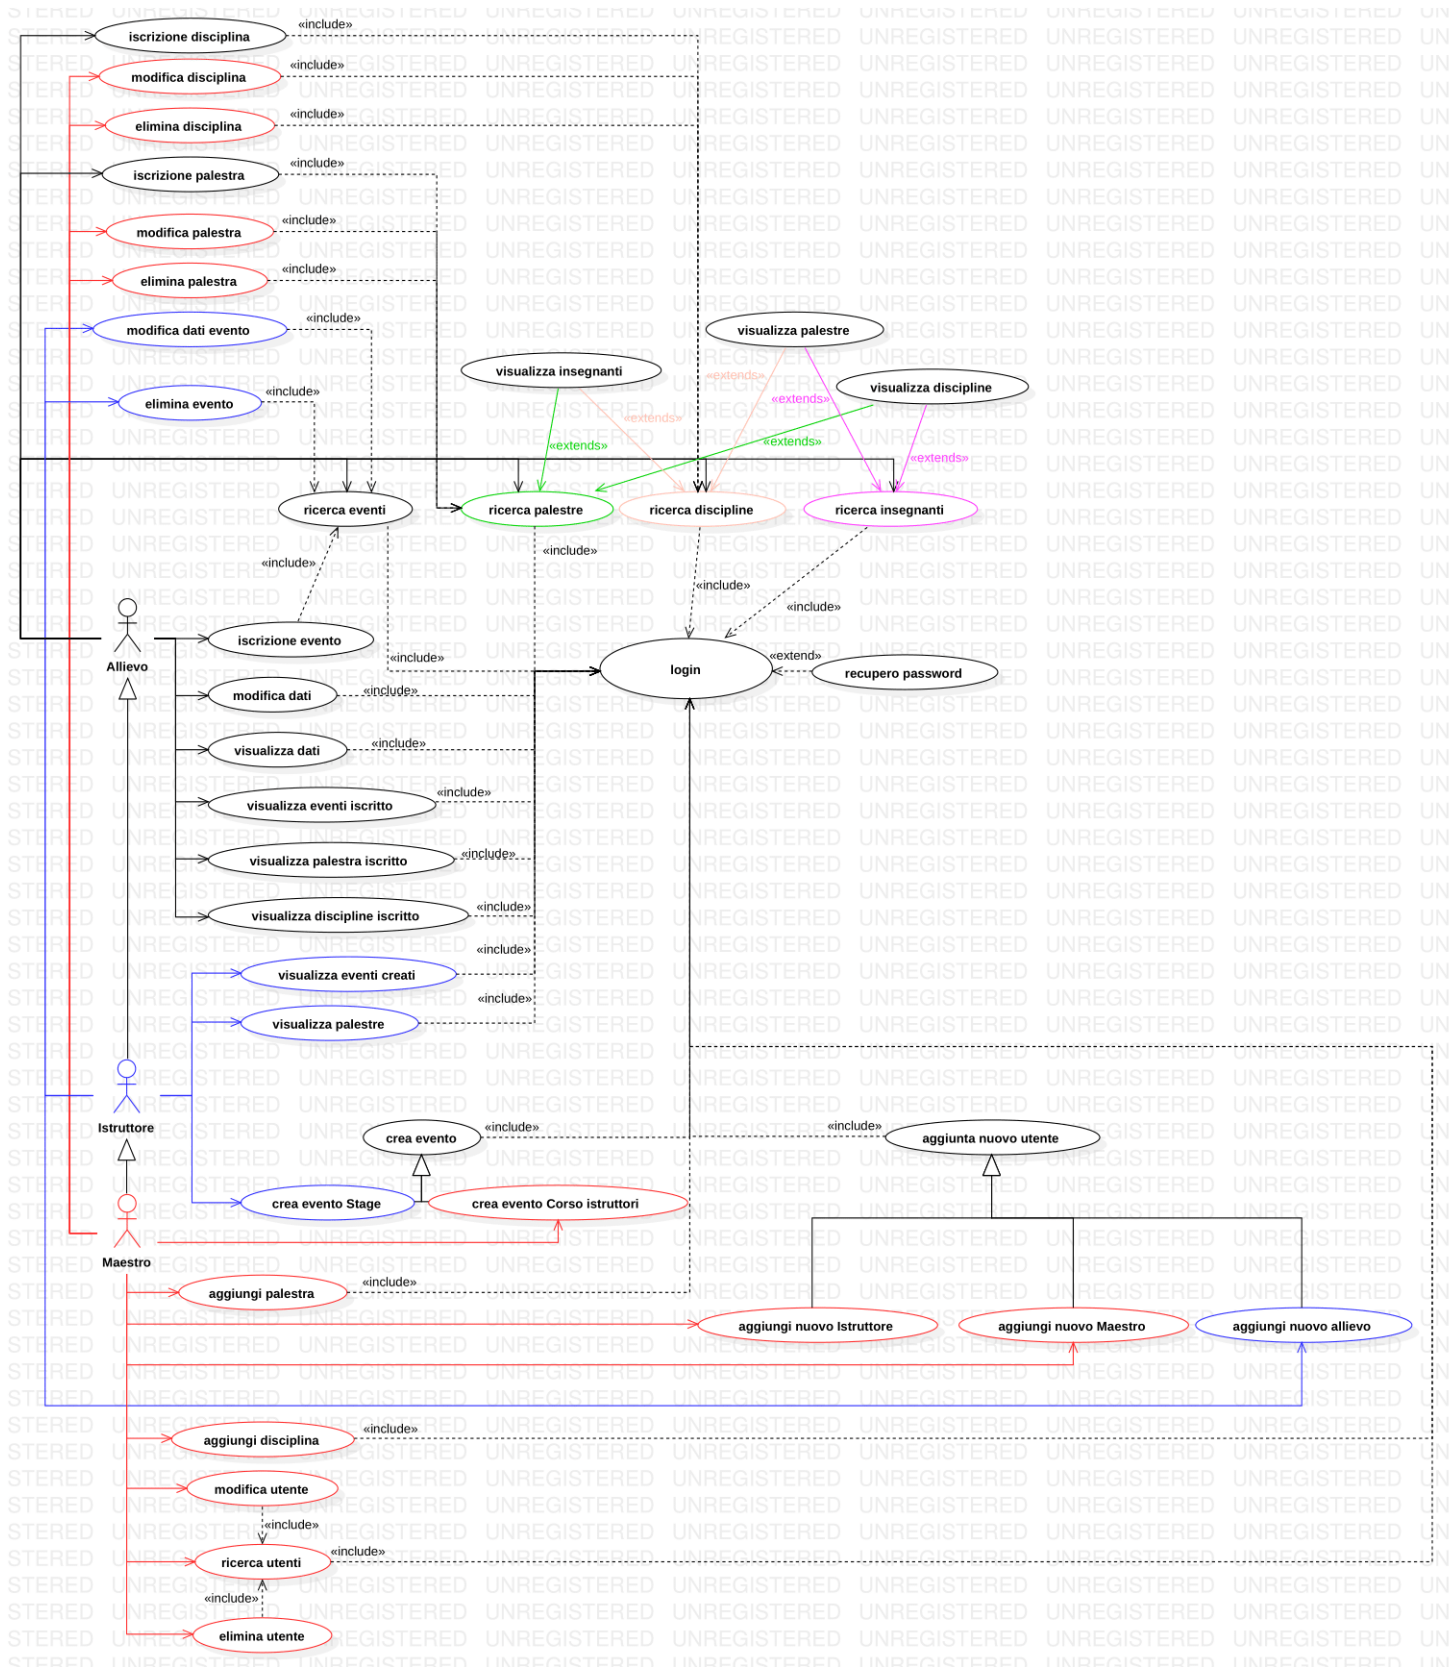 «include»
iscrizione disciplina
«include»
modifica disciplina
«include»
elimina disciplina
«include»
iscrizione palestra
«include»
modifica palestra
«include»
elimina palestra
«include»
modifica dati evento
visualizza palestre
visualizza insegnanti
«extends»
visualizza discipline
«include»
elimina evento
«extends»
«extends»
«extends»
«extends»
«extends»
ricerca eventi
ricerca palestre
ricerca discipline
ricerca insegnanti
«include»
«include»
«include»
«include»
iscrizione evento
Allievo
«include»
login
«extend»
recupero password
modifica dati
«include»
visualizza dati
«include»
visualizza eventi iscritto
«include»
visualizza palestra iscritto
«include»
visualizza discipline iscritto
«include»
visualizza eventi creati
«include»
visualizza palestre
«include»
Istruttore
crea evento
«include»
«include»
aggiunta nuovo utente
crea evento Stage
crea evento Corso istruttori
Maestro
aggiungi palestra
«include»
aggiungi nuovo Istruttore
aggiungi nuovo Maestro
aggiungi nuovo allievo
aggiungi disciplina
«include»
modifica utente
«include»
ricerca utenti
«include»
«include»
elimina utente
UNREGISTERED